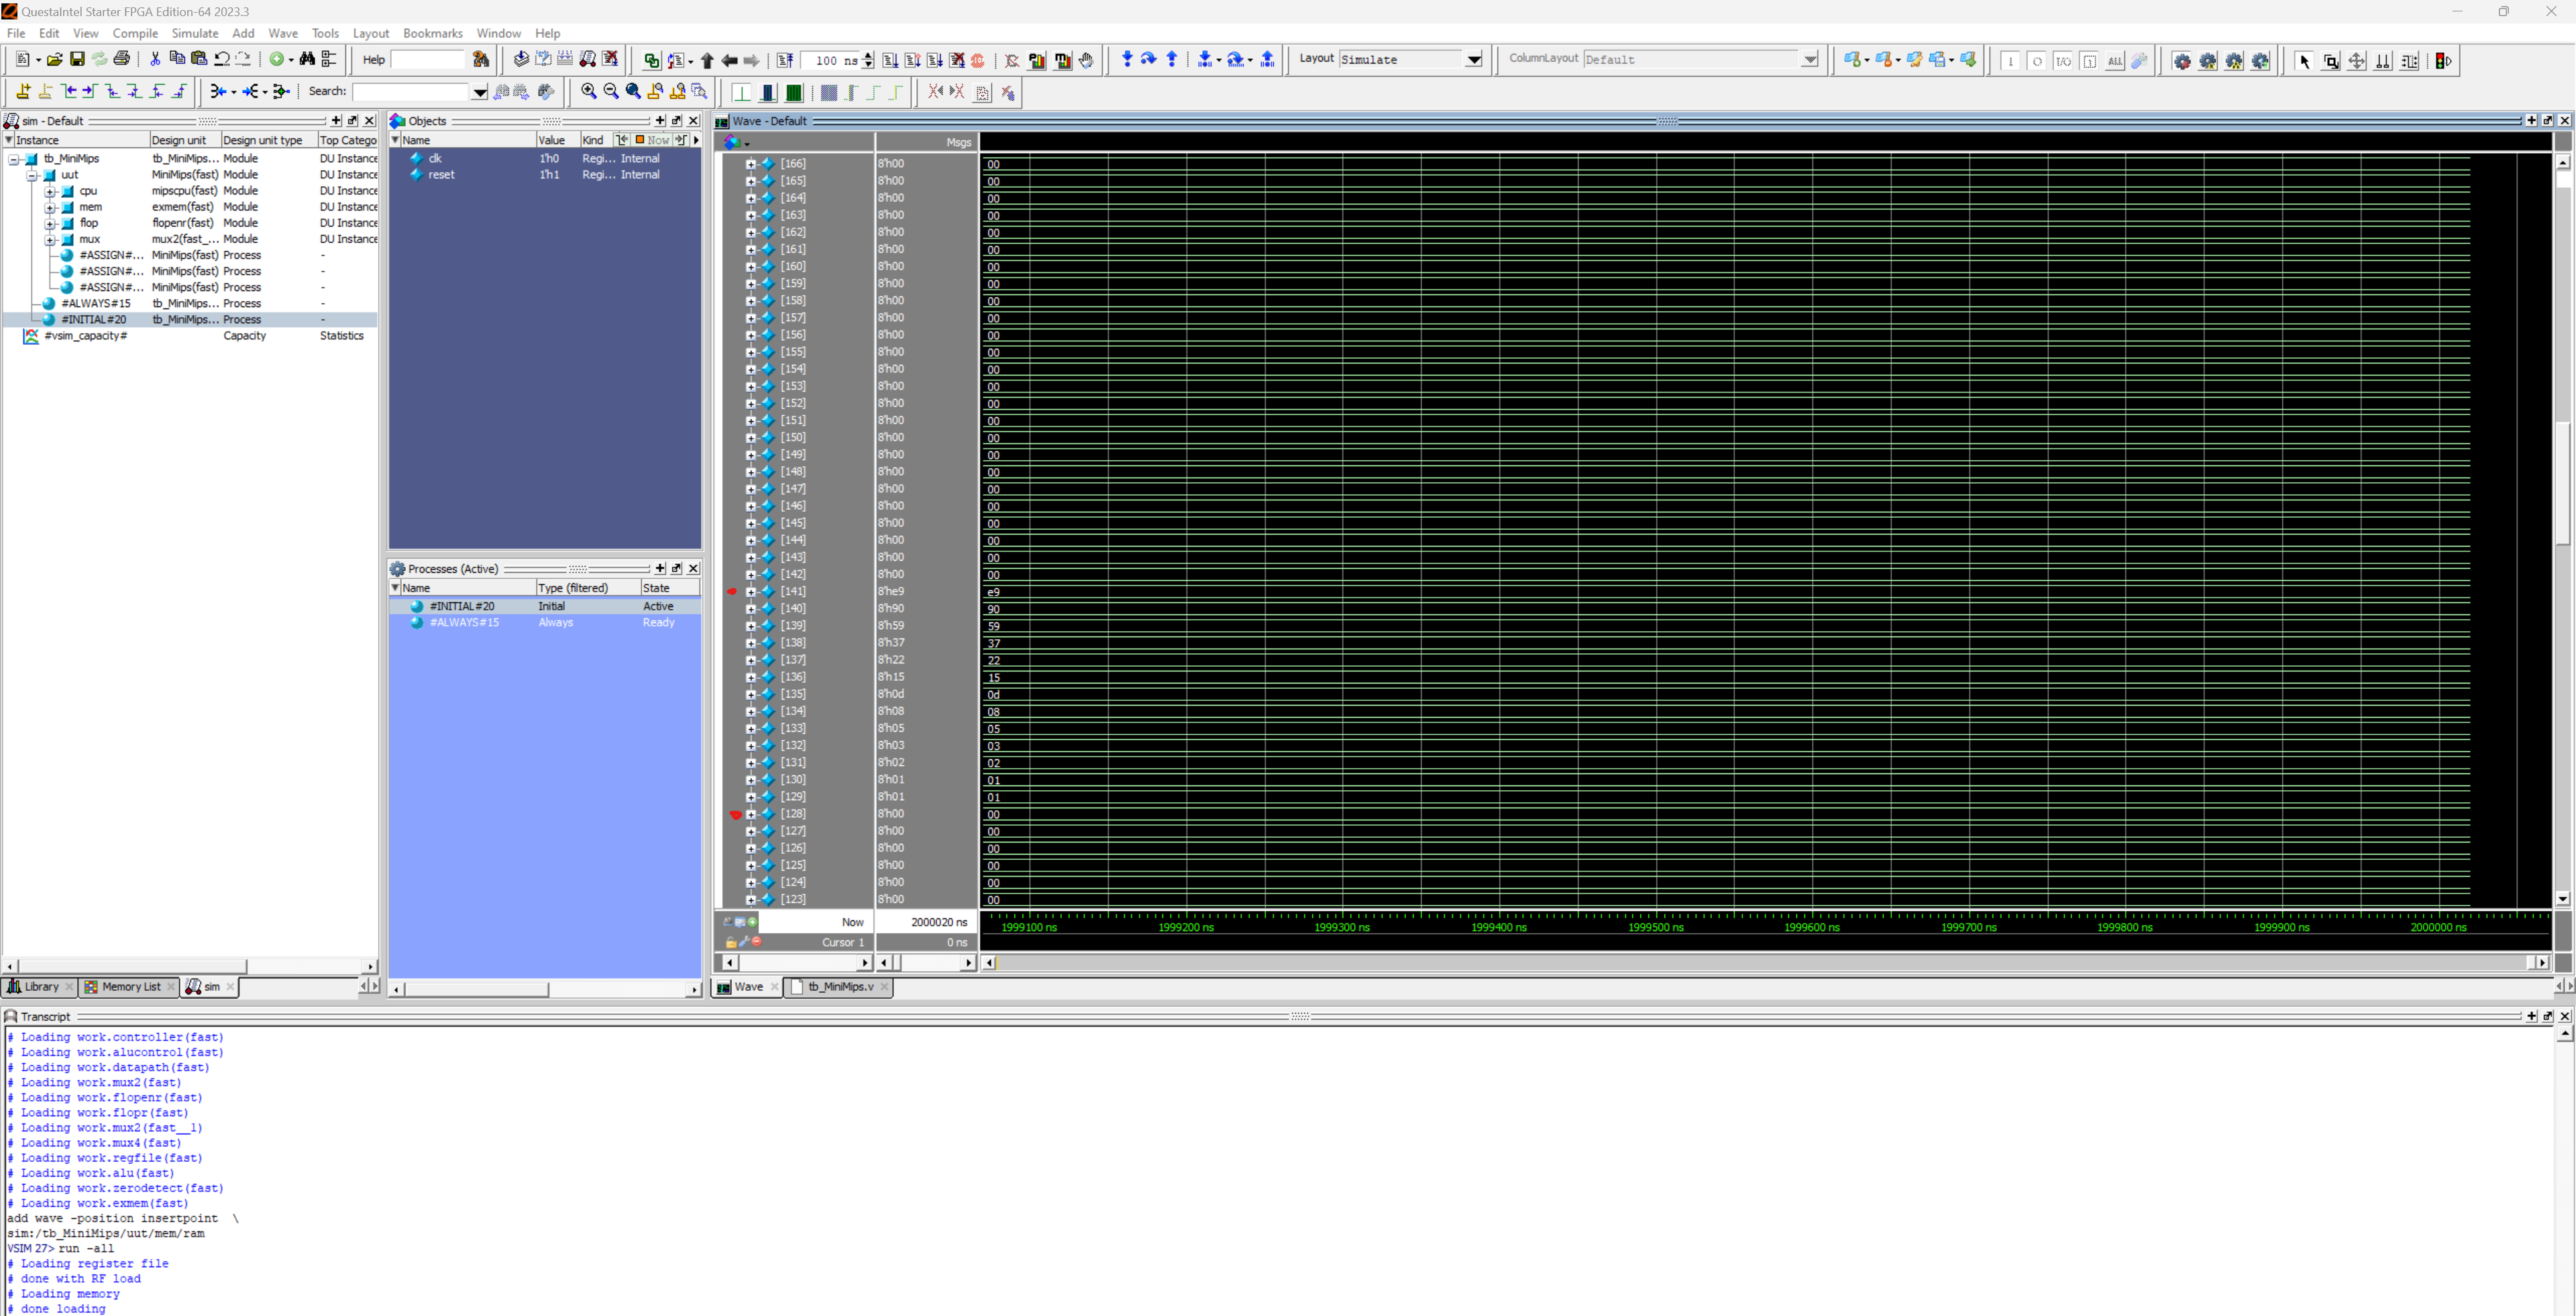 QuestaIntel Starter FPGA Edition-64 2023.3
File Edit View Compile Simulate Add Wave Tools Layout Bookmarks Window Help
Help 100 ns Layout Simulate ColumnLayout Default
Search:
sim - Default
Instance Design unit Design unit type Top Catego
tb_MiniMips tb_MiniMips... Module DU Instance
uut MiniMips(fast) Module DU Instance
cpu mipscpu(fast) Module DU Instance
mem exmem(fast) Module DU Instance
flop flopenr(fast) Module DU Instance
mux mux2(fast_... Module DU Instance
#ASSIGN#... MiniMips(fast) Process -
#ASSIGN#... MiniMips(fast) Process -
#ASSIGN#... MiniMips(fast) Process -
#ALWAYS#15 tb_MiniMips... Process -
#INITIAL#20 tb_MiniMips... Process -
#vsim_capacity# Capacity Statistics
Library Memory List sim
Objects
Name Value Kind Now
clk 1'h0 Regi... Internal
reset 1'h1 Regi... Internal
Processes (Active)
Name Type (filtered) State
#INITIAL#20 Initial Active
#ALWAYS#15 Always Ready
Wave - Default
Msgs
[166] 8'h00 00
[165] 8'h00 00
[164] 8'h00 00
[163] 8'h00 00
[162] 8'h00 00
[161] 8'h00 00
[160] 8'h00 00
[159] 8'h00 00
[158] 8'h00 00
[157] 8'h00 00
[156] 8'h00 00
[155] 8'h00 00
[154] 8'h00 00
[153] 8'h00 00
[152] 8'h00 00
[151] 8'h00 00
[150] 8'h00 00
[149] 8'h00 00
[148] 8'h00 00
[147] 8'h00 00
[146] 8'h00 00
[145] 8'h00 00
[144] 8'h00 00
[143] 8'h00 00
[142] 8'h00 00
[141] 8'he9 e9
[140] 8'h90 90
[139] 8'h59 59
[138] 8'h37 37
[137] 8'h22 22
[136] 8'h15 15
[135] 8'h0d 0d
[134] 8'h08 08
[133] 8'h05 05
[132] 8'h03 03
[131] 8'h02 02
[130] 8'h01 01
[129] 8'h01 01
[128] 8'h00 00
[127] 8'h00 00
[126] 8'h00 00
[125] 8'h00 00
[124] 8'h00 00
[123] 8'h00 00
Now 2000020 ns
Cursor 1 0 ns
1999100 ns 1999200 ns 1999300 ns 1999400 ns 1999500 ns 1999600 ns 1999700 ns 1999800 ns 1999900 ns 2000000 ns
Wave tb_MiniMips.v
Transcript
# Loading work.controller(fast)
# Loading work.alucontrol(fast)
# Loading work.datapath(fast)
# Loading work.mux2(fast)
# Loading work.flopenr(fast)
# Loading work.flopr(fast)
# Loading work.mux2(fast__1)
# Loading work.mux4(fast)
# Loading work.regfile(fast)
# Loading work.alu(fast)
# Loading work.zerodetect(fast)
# Loading work.exmem(fast)
add wave -position insertpoint \
sim:/tb_MiniMips/uut/mem/ram
VSIM 27> run -all
# Loading register file
# done with RF load
# Loading memory
# done loading